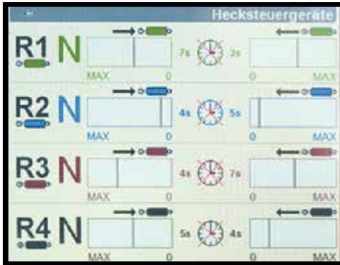 Hecksteuergeräte
R1 N 7s 2s
MAX 0 0 MAX
R2 N 4s 5s
MAX 0 0 MAX
R3 N 4s 7s
MAX 0 0 MAX
R4 N 5s 4s
MAX 0 0 MAX